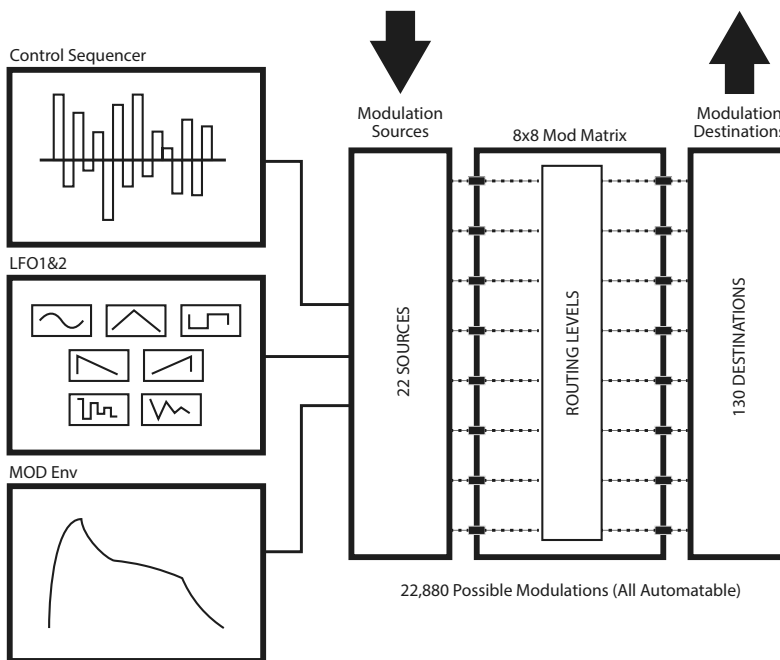 Control Sequencer
LFO1&2
MOD Env
Modulation
Sources
22 SOURCES
8x8 Mod Matrix
ROUTING LEVELS
Modulation
Destinations
130 DESTINATIONS
22,880 Possible Modulations (All Automatable)